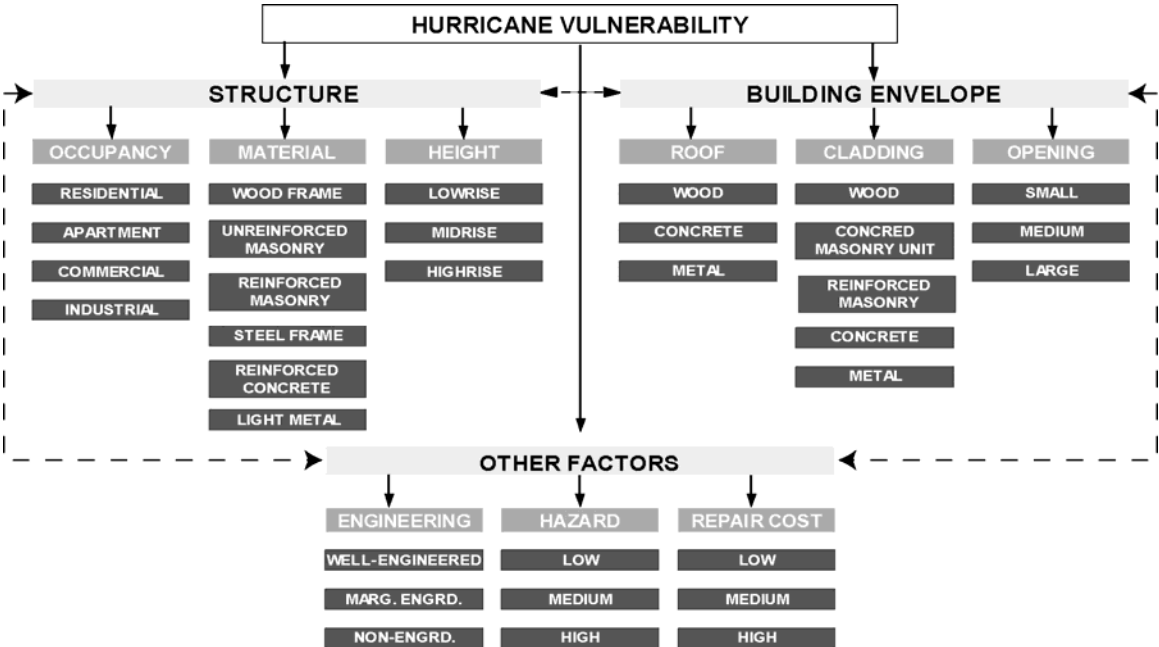 HURRICANE VULNERABILITY
STRUCTURE
BUILDING ENVELOPE
OCCUPANCY
RESIDENTIAL
APARTMENT
COMMERCIAL
INDUSTRIAL
MATERIAL
WOOD FRAME
UNREINFORCED
MASONRY
REINFORCED
MASONRY
STEEL FRAME
REINFORCED
CONCRETE
LIGHT METAL
HEIGHT
LOWRISE
MIDRISE
HIGHRISE
ROOF
WOOD
CONCRETE
METAL
CLADDING
WOOD
CONCRED
MASONRY UNIT
REINFORCED
MASONRY
CONCRETE
METAL
OPENING
SMALL
MEDIUM
LARGE
OTHER FACTORS
ENGINEERING
WELL-ENGINEERED
MARG. ENGRD.
NON-ENGRD.
HAZARD
LOW
MEDIUM
HIGH
REPAIR COST
LOW
MEDIUM
HIGH